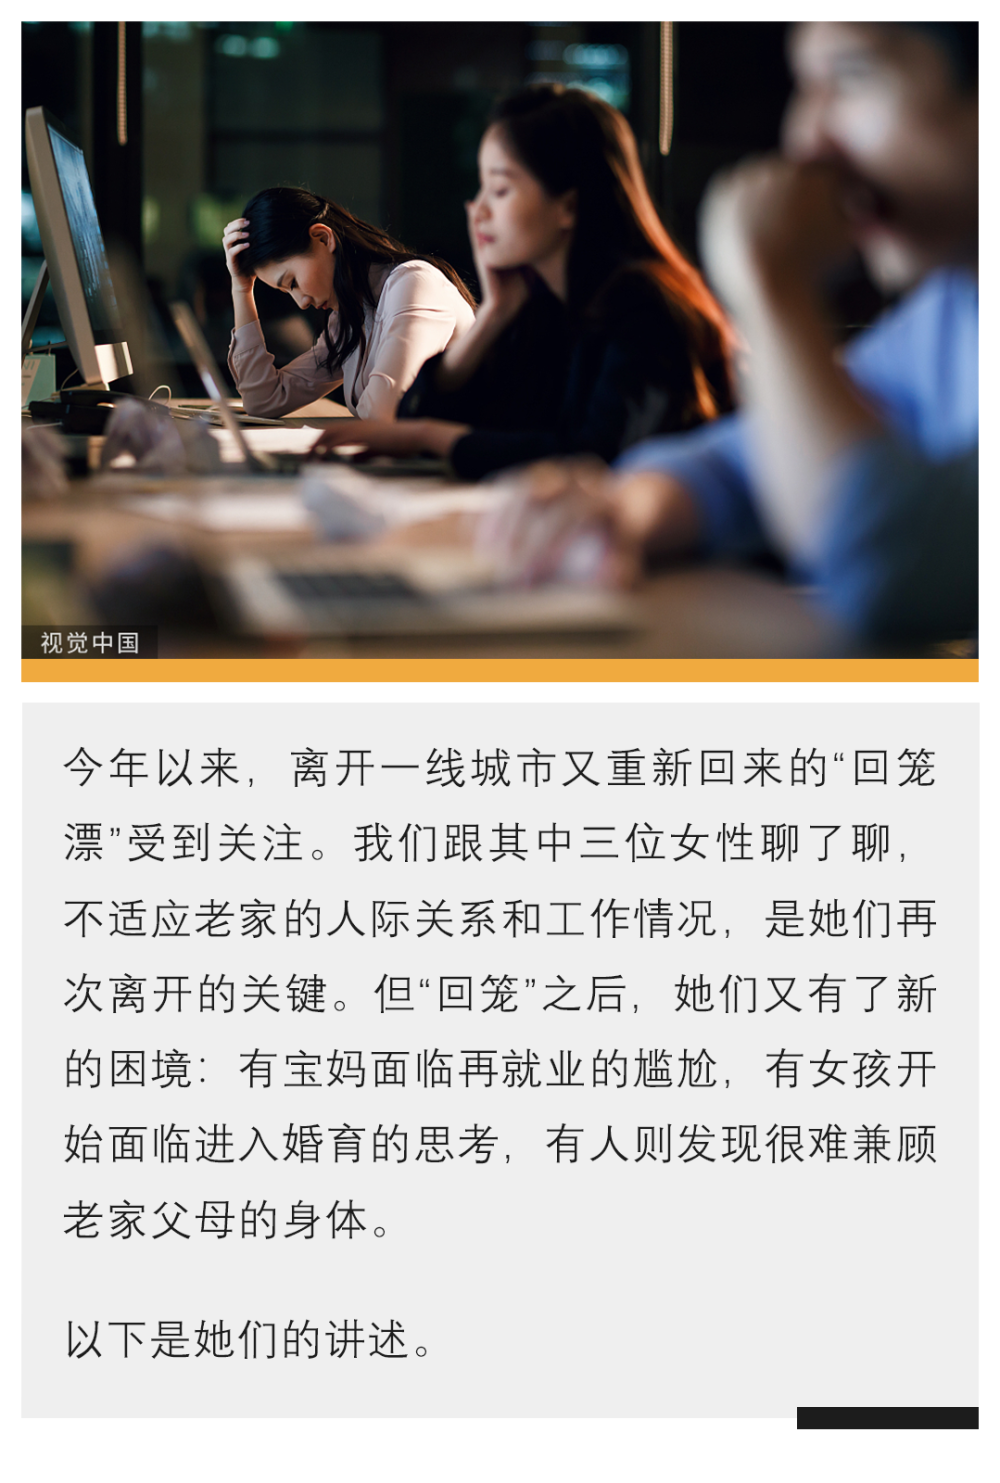 视觉中国
今年以来，离开一线城市又重新回来的“回笼
漂”受到关注。我们跟其中三位女性聊了聊，
不适应老家的人际关系和工作情况，是她们再
次离开的关键。但“回笼”之后，她们又有了新
的困境：有宝妈面临再就业的尴尬，有女孩开
始面临进入婚育的思考，有人则发现很难兼顾
老家父母的身体。
以下是她们的讲述。